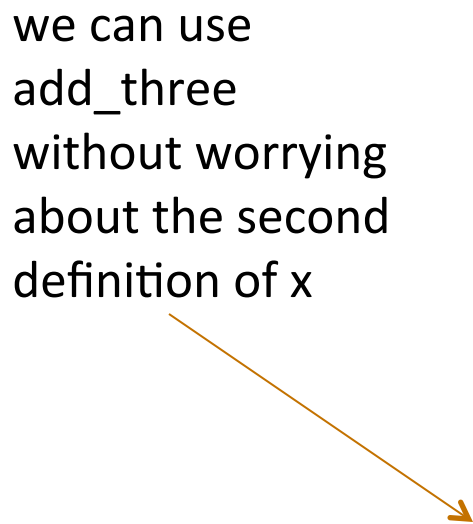 we can use
add_three
without worrying
about the second
definition of x